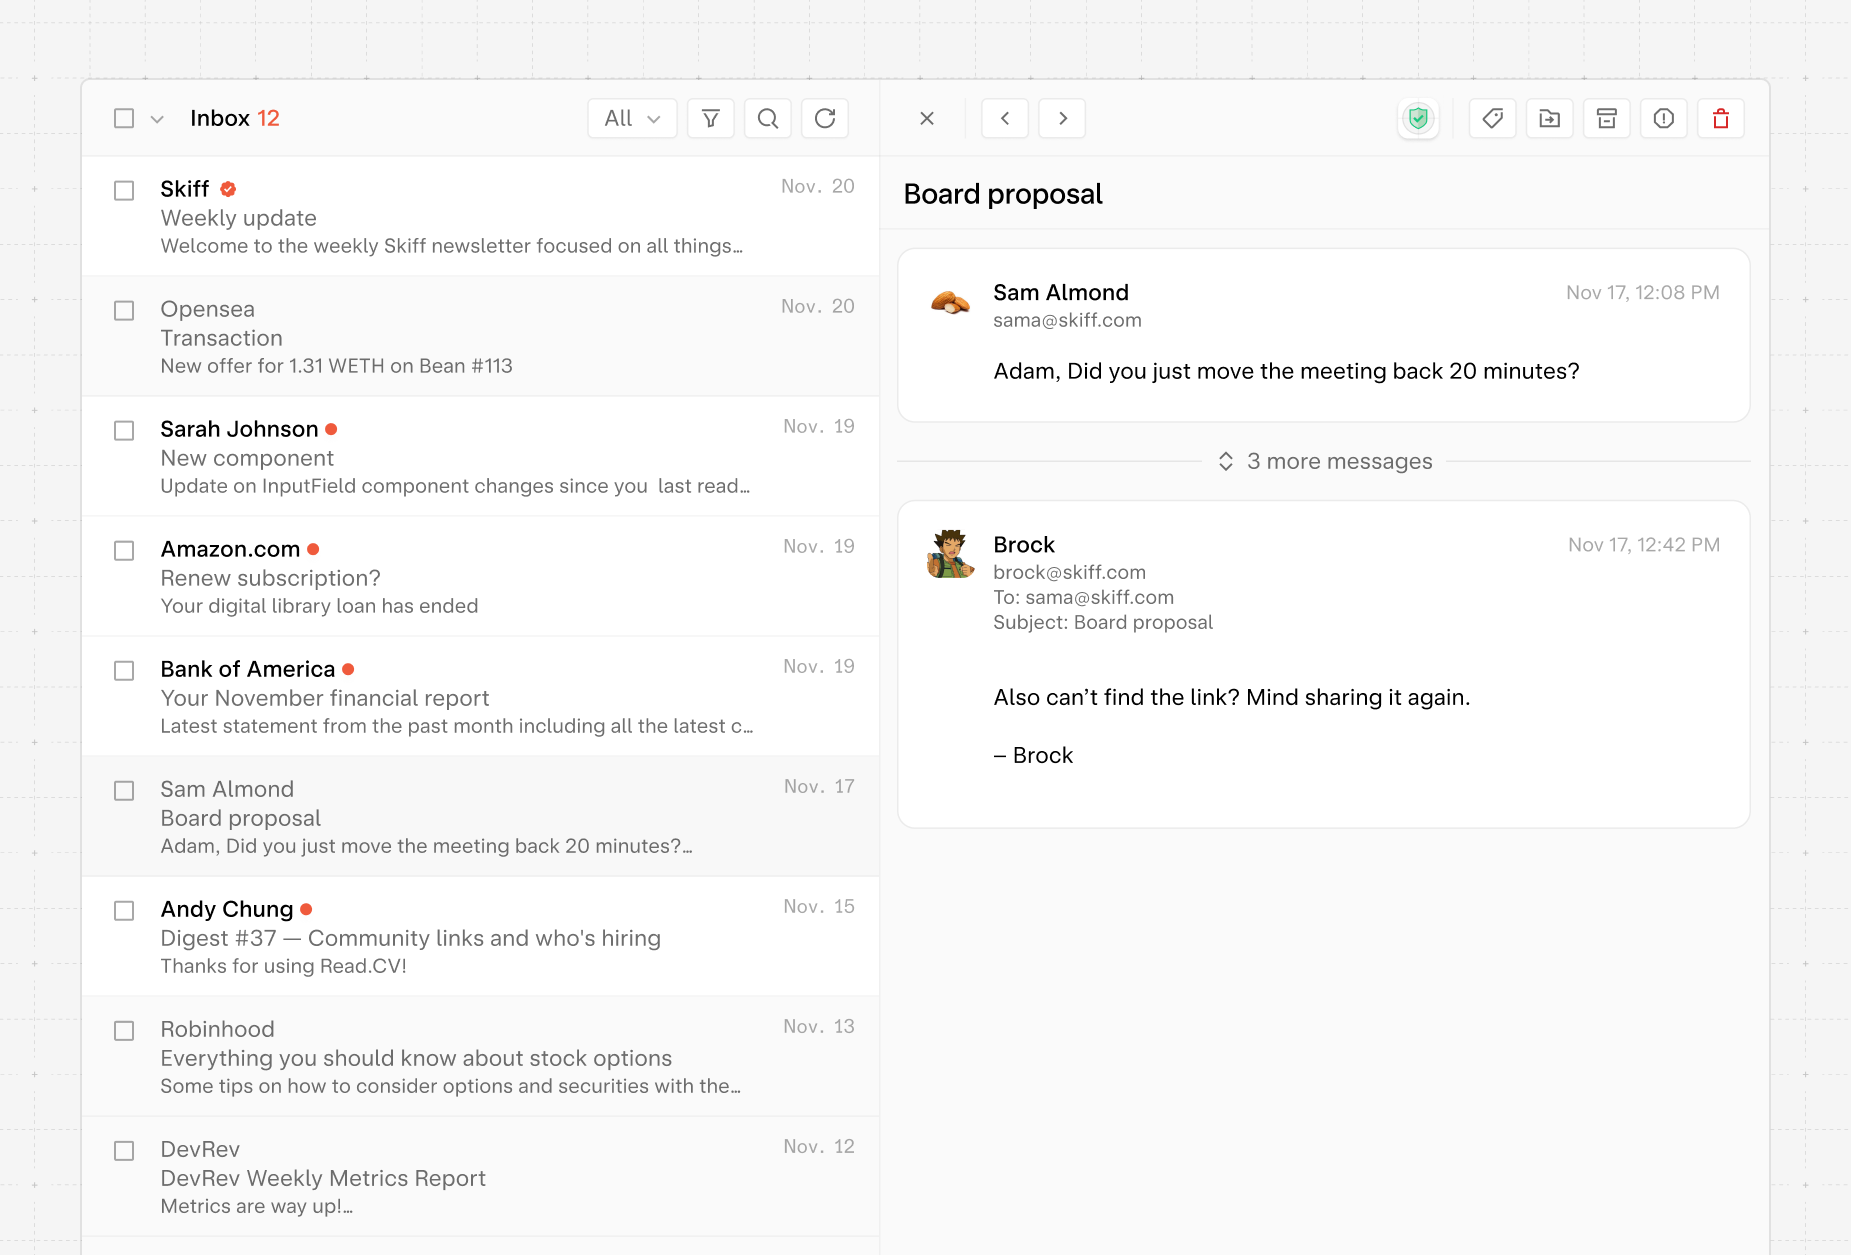 Inbox 12
All
Skiff
Nov. 20
Weekly update
Welcome to the weekly Skiff newsletter focused on all things…
Opensea
Nov. 20
Transaction
New offer for 1.31 WETH on Bean #113
Sarah Johnson
Nov. 19
New component
Update on InputField component changes since you  last read…
Amazon.com
Nov. 19
Renew subscription?
Your digital library loan has ended
Bank of America
Nov. 19
Your November financial report
Latest statement from the past month including all the latest c…
Sam Almond
Nov. 17
Board proposal
Adam, Did you just move the meeting back 20 minutes?…
Andy Chung
Nov. 15
Digest #37 — Community links and who's hiring
Thanks for using Read.CV!
Robinhood
Nov. 13
Everything you should know about stock options
Some tips on how to consider options and securities with the…
DevRev
Nov. 12
DevRev Weekly Metrics Report
Metrics are way up!…
Board proposal
Sam Almond
Nov 17, 12:08 PM
sama@skiff.com
Adam, Did you just move the meeting back 20 minutes?
3 more messages
Brock
Nov 17, 12:42 PM
brock@skiff.com
To: sama@skiff.com
Subject: Board proposal
Also can’t find the link? Mind sharing it again.
– Brock